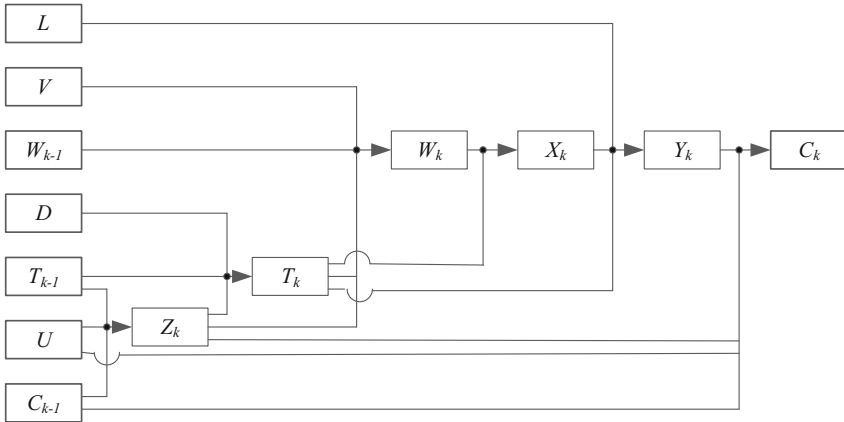 L
V
W_{k-1} W_k X_k Y_k C_k
D
T_{k-1} T_k
U Z_k
C_{k-1}